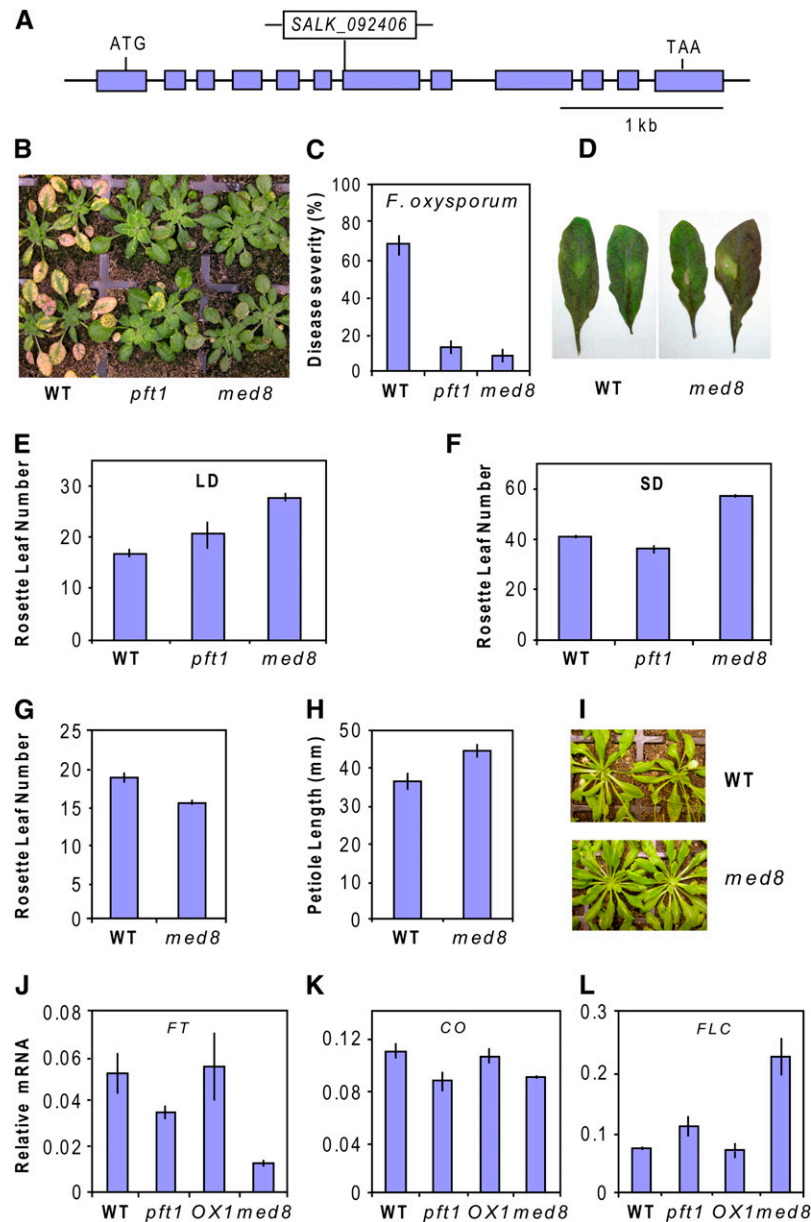 A
SALK_092406
ATG
TAA
1 kb
B
WT pft1 med8
C
F. oxysporum
Disease severity (%)
100
80
60
40
20
0
WT pft1 med8
D
WT med8
E
LD
Rosette Leaf Number
30
20
10
0
WT pft1 med8
F
SD
Rosette Leaf Number
60
40
20
0
WT pft1 med8
G
Rosette Leaf Number
25
20
15
10
5
0
WT med8
H
Petiole Length (mm)
50
40
30
20
10
0
WT med8
I
WT
med8
J
FT
Relative mRNA
0.08
0.06
0.04
0.02
0
WT pft1 OX1 med8
K
CO
0.12
0.08
0.04
0
WT pft1 OX1 med8
L
FLC
0.3
0.2
0.1
0
WT pft1 OX1 med8